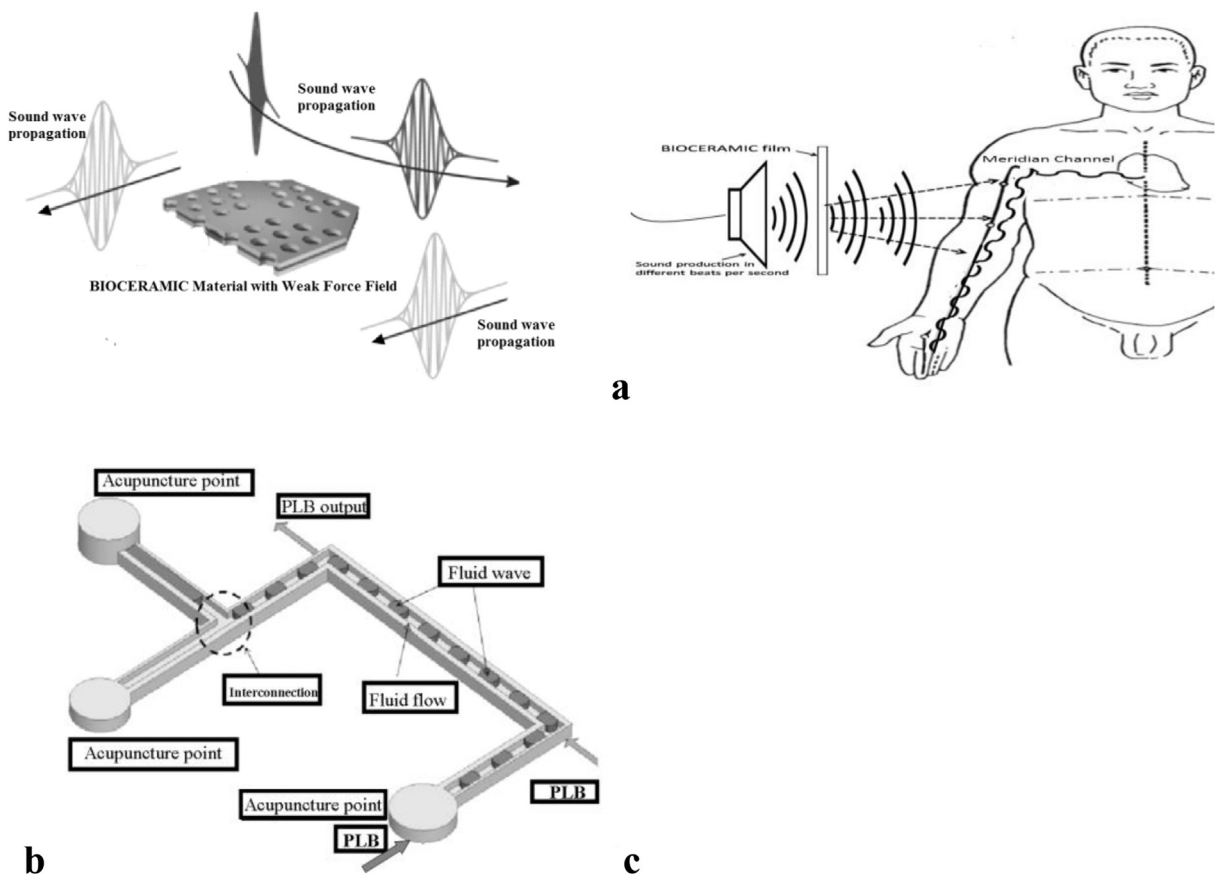 Sound wave
propagation
Sound wave
propagation
BIOCERAMIC Material with Weak Force Field
Sound wave
propagation
BIOCERAMIC film
Meridian Channel
Sound production in
different beats per second
a
Acupuncture point
PLB output
Fluid wave
Interconnection
Fluid flow
Acupuncture point
Acupuncture point
PLB
PLB
b
c